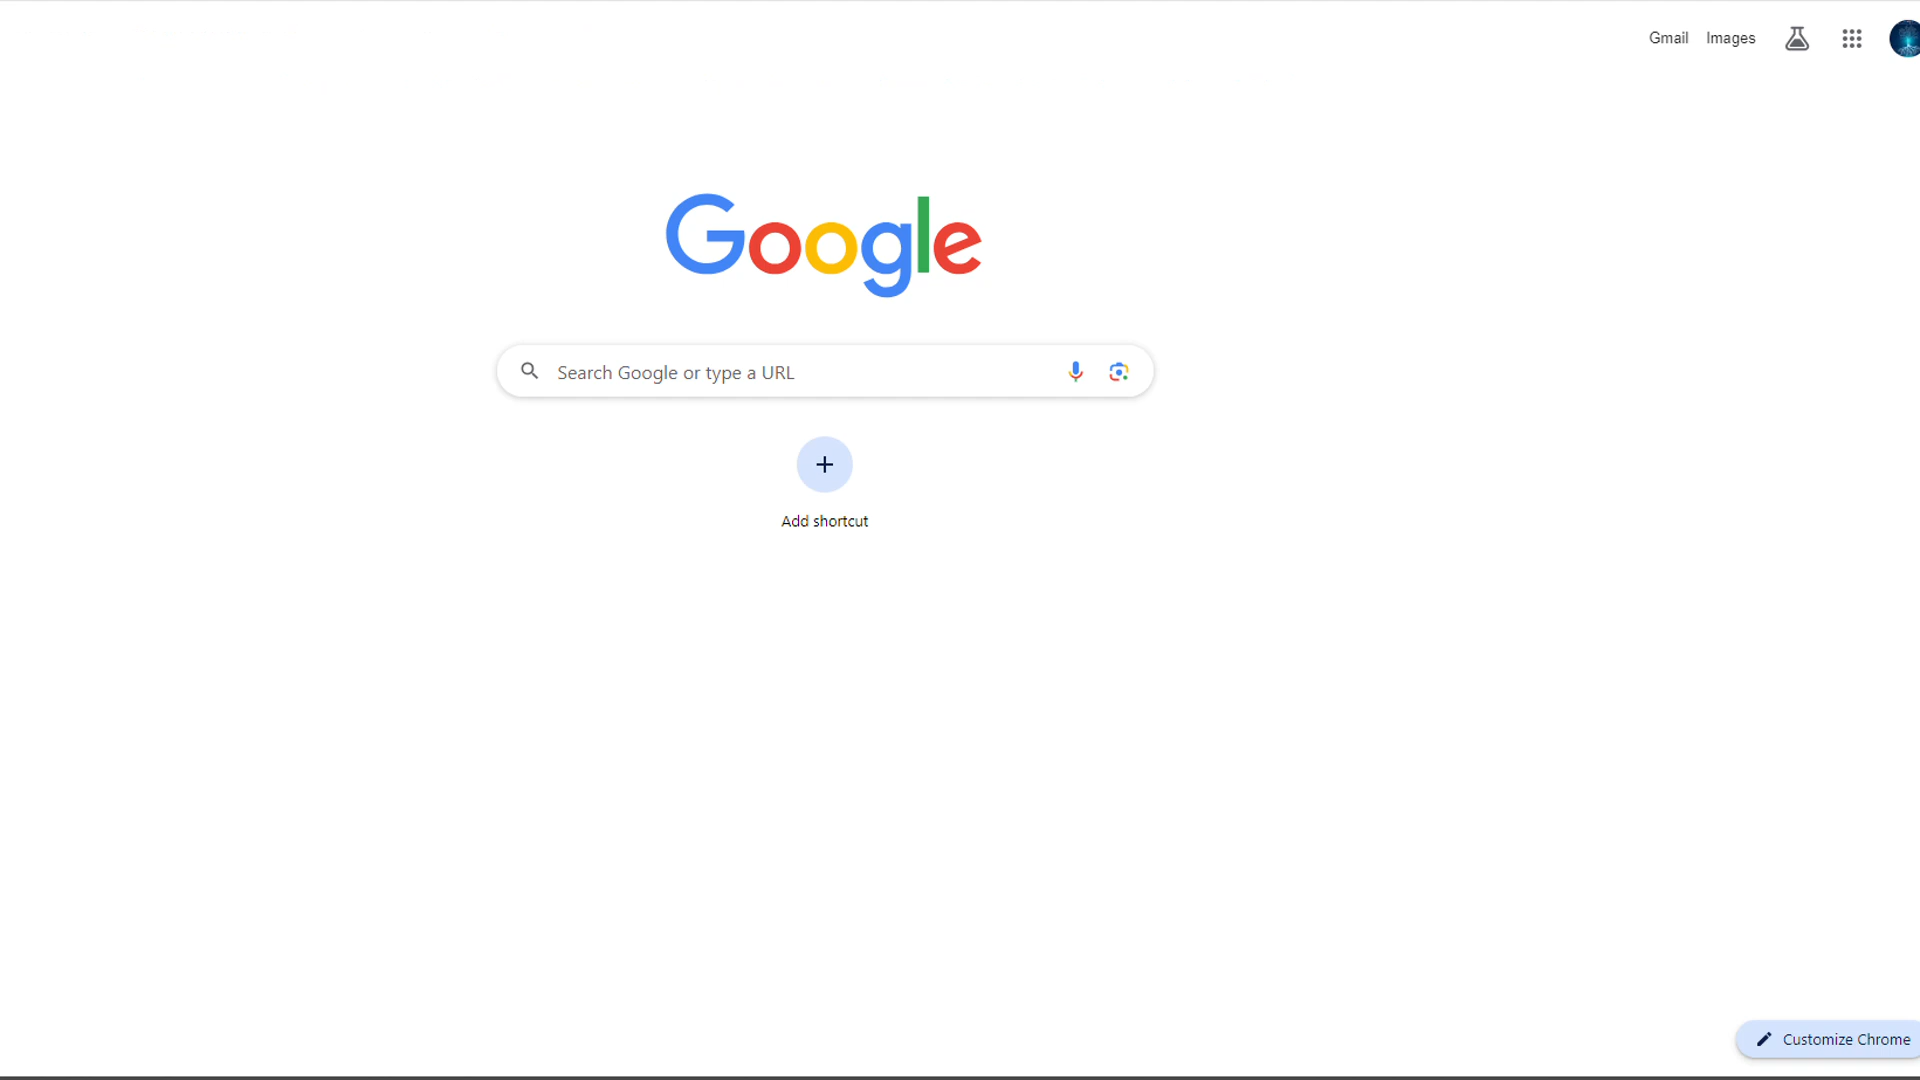 Gmail Images
Google
Search Google or type a URL
Add shortcut
Customize Chrome